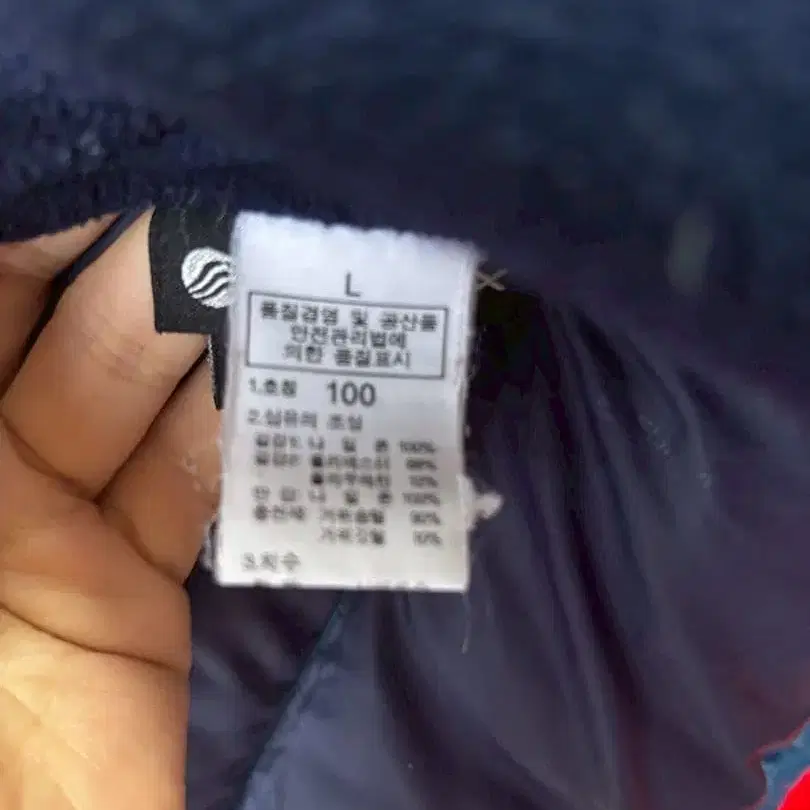 L
품질경영 및 공산품
안전관리법에
의한 품질표시
1.호칭 100
2.섬유의 조성
겉감1: 나 일 론 100%
겉감2: 폴리에스터
폴리우레탄
안 감: 나 일 론 100%
충전재: 거위솜털 90%
거위깃털 10%
3.치수